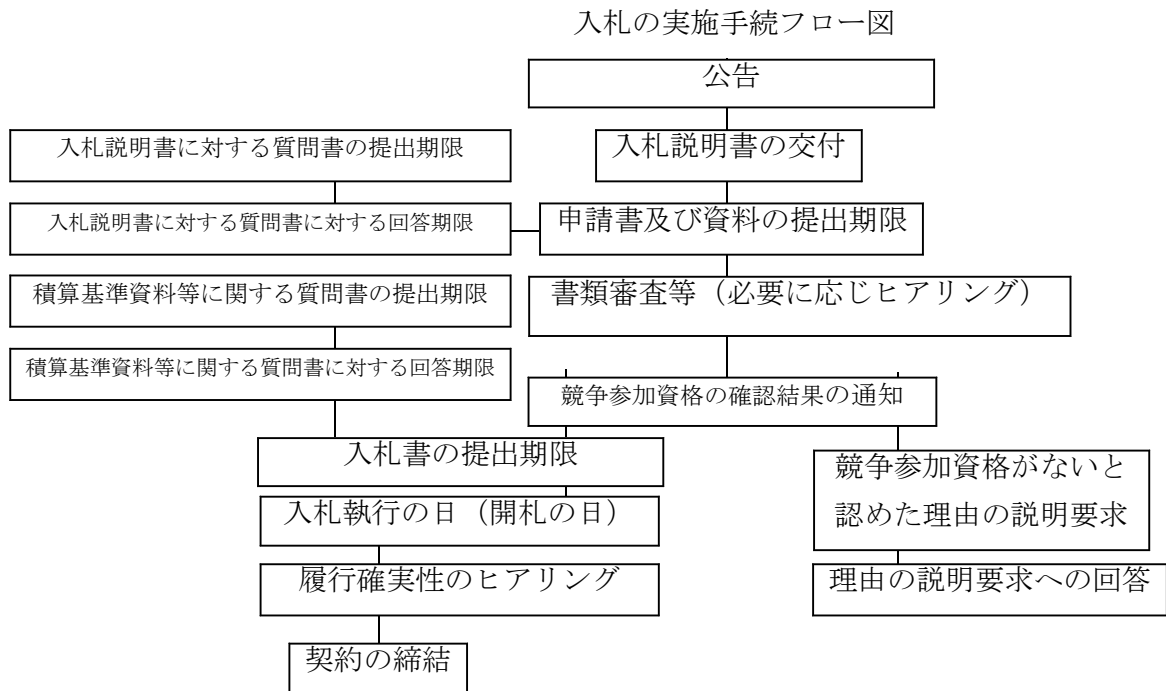 入札の実施手続フロー図
公告
入札説明書に対する質問書の提出期限
入札説明書の交付
入札説明書に対する質問書に対する回答期限
申請書及び資料の提出期限
積算基準資料等に関する質問書の提出期限
書類審査等（必要に応じヒアリング）
積算基準資料等に関する質問書に対する回答期限
競争参加資格の確認結果の通知
入札書の提出期限
競争参加資格がないと
認めた理由の説明要求
入札執行の日（開札の日）
履行確実性のヒアリング
理由の説明要求への回答
契約の締結